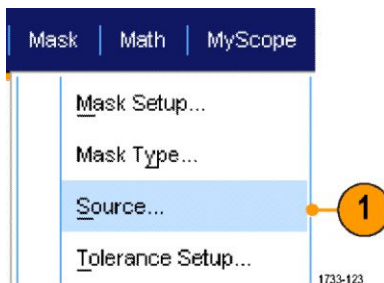 Mask | Math | MyScope
Mask Setup...
Mask Type...
Source...
1
Tolerance Setup...
1733-123